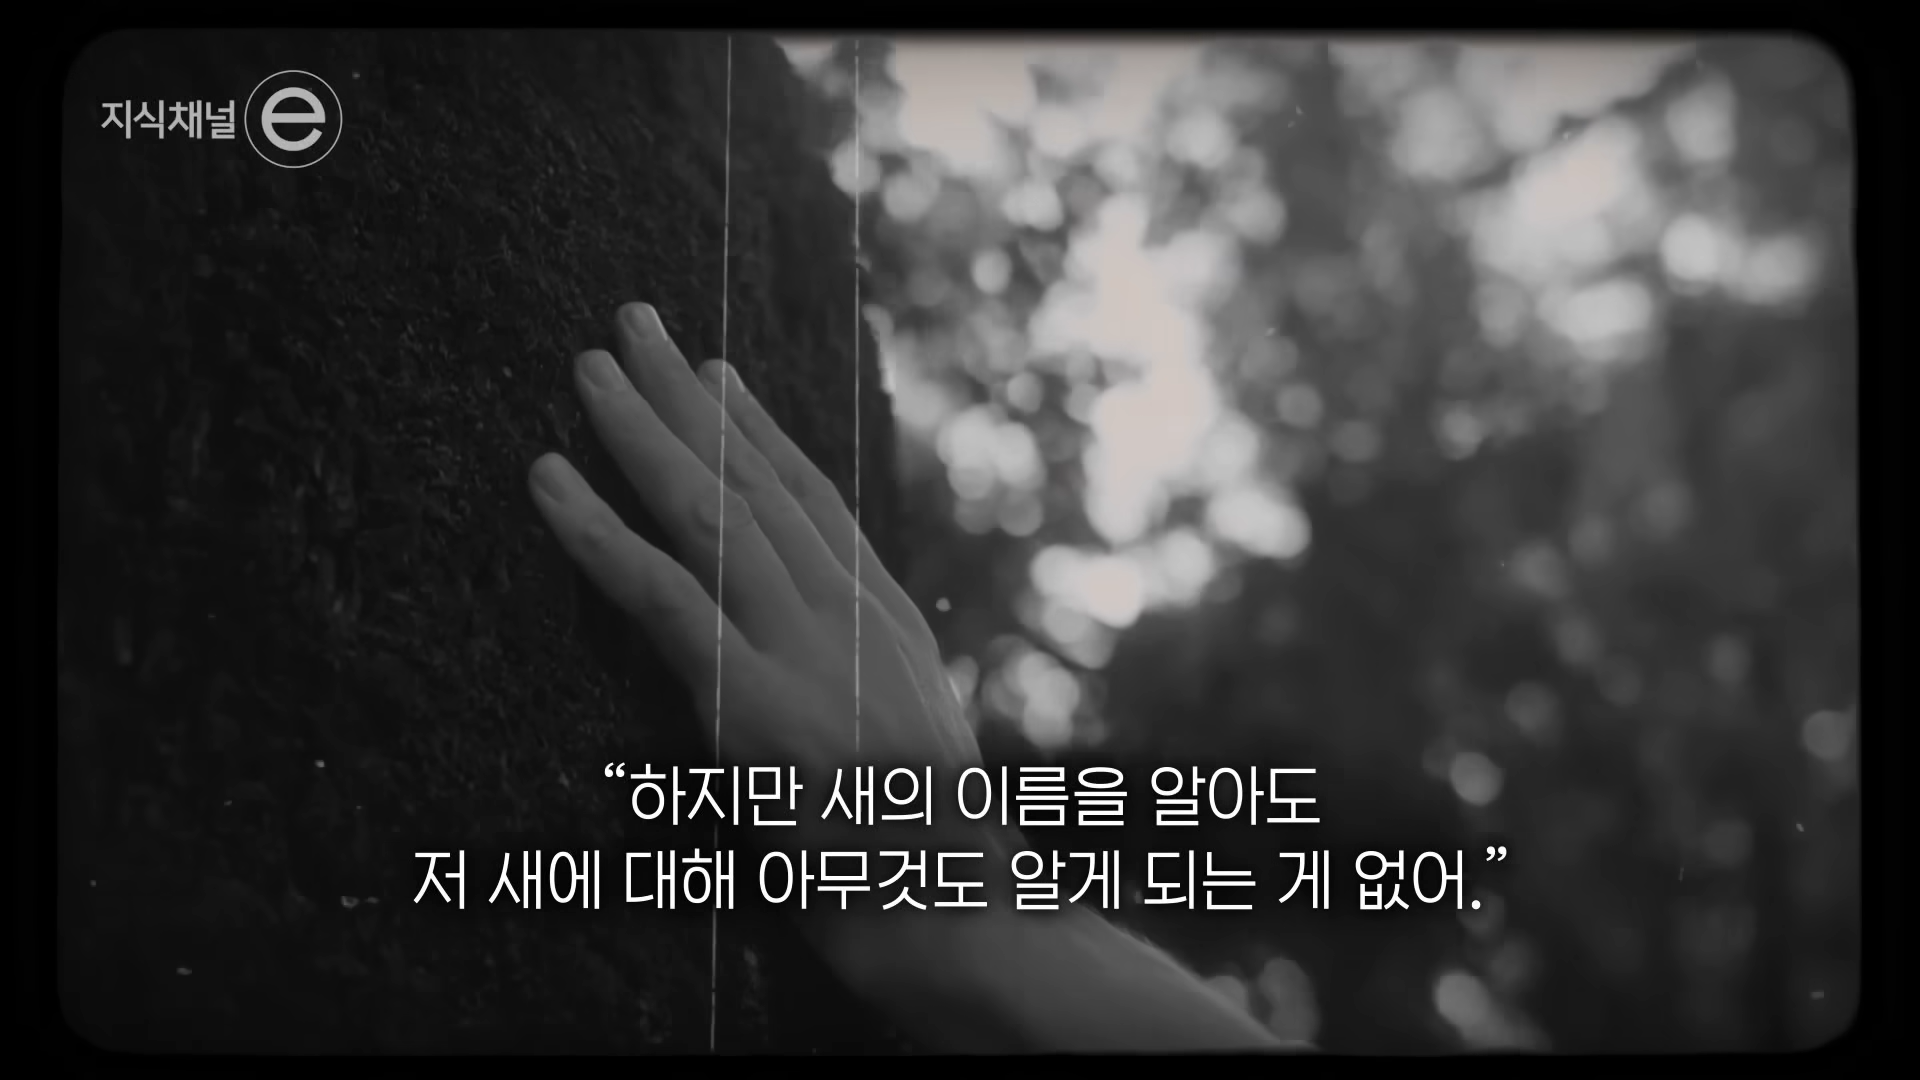 지식채널e
“하지만 새의 이름을 알아도
저 새에 대해 아무것도 알게 되는 게 없어.”